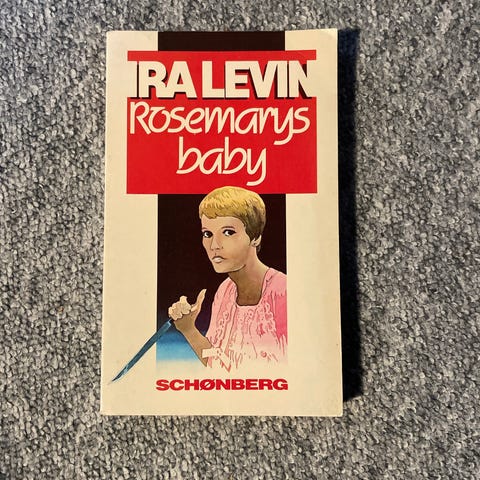 IRA LEVIN
Rosemarys
baby
SCHØNBERG